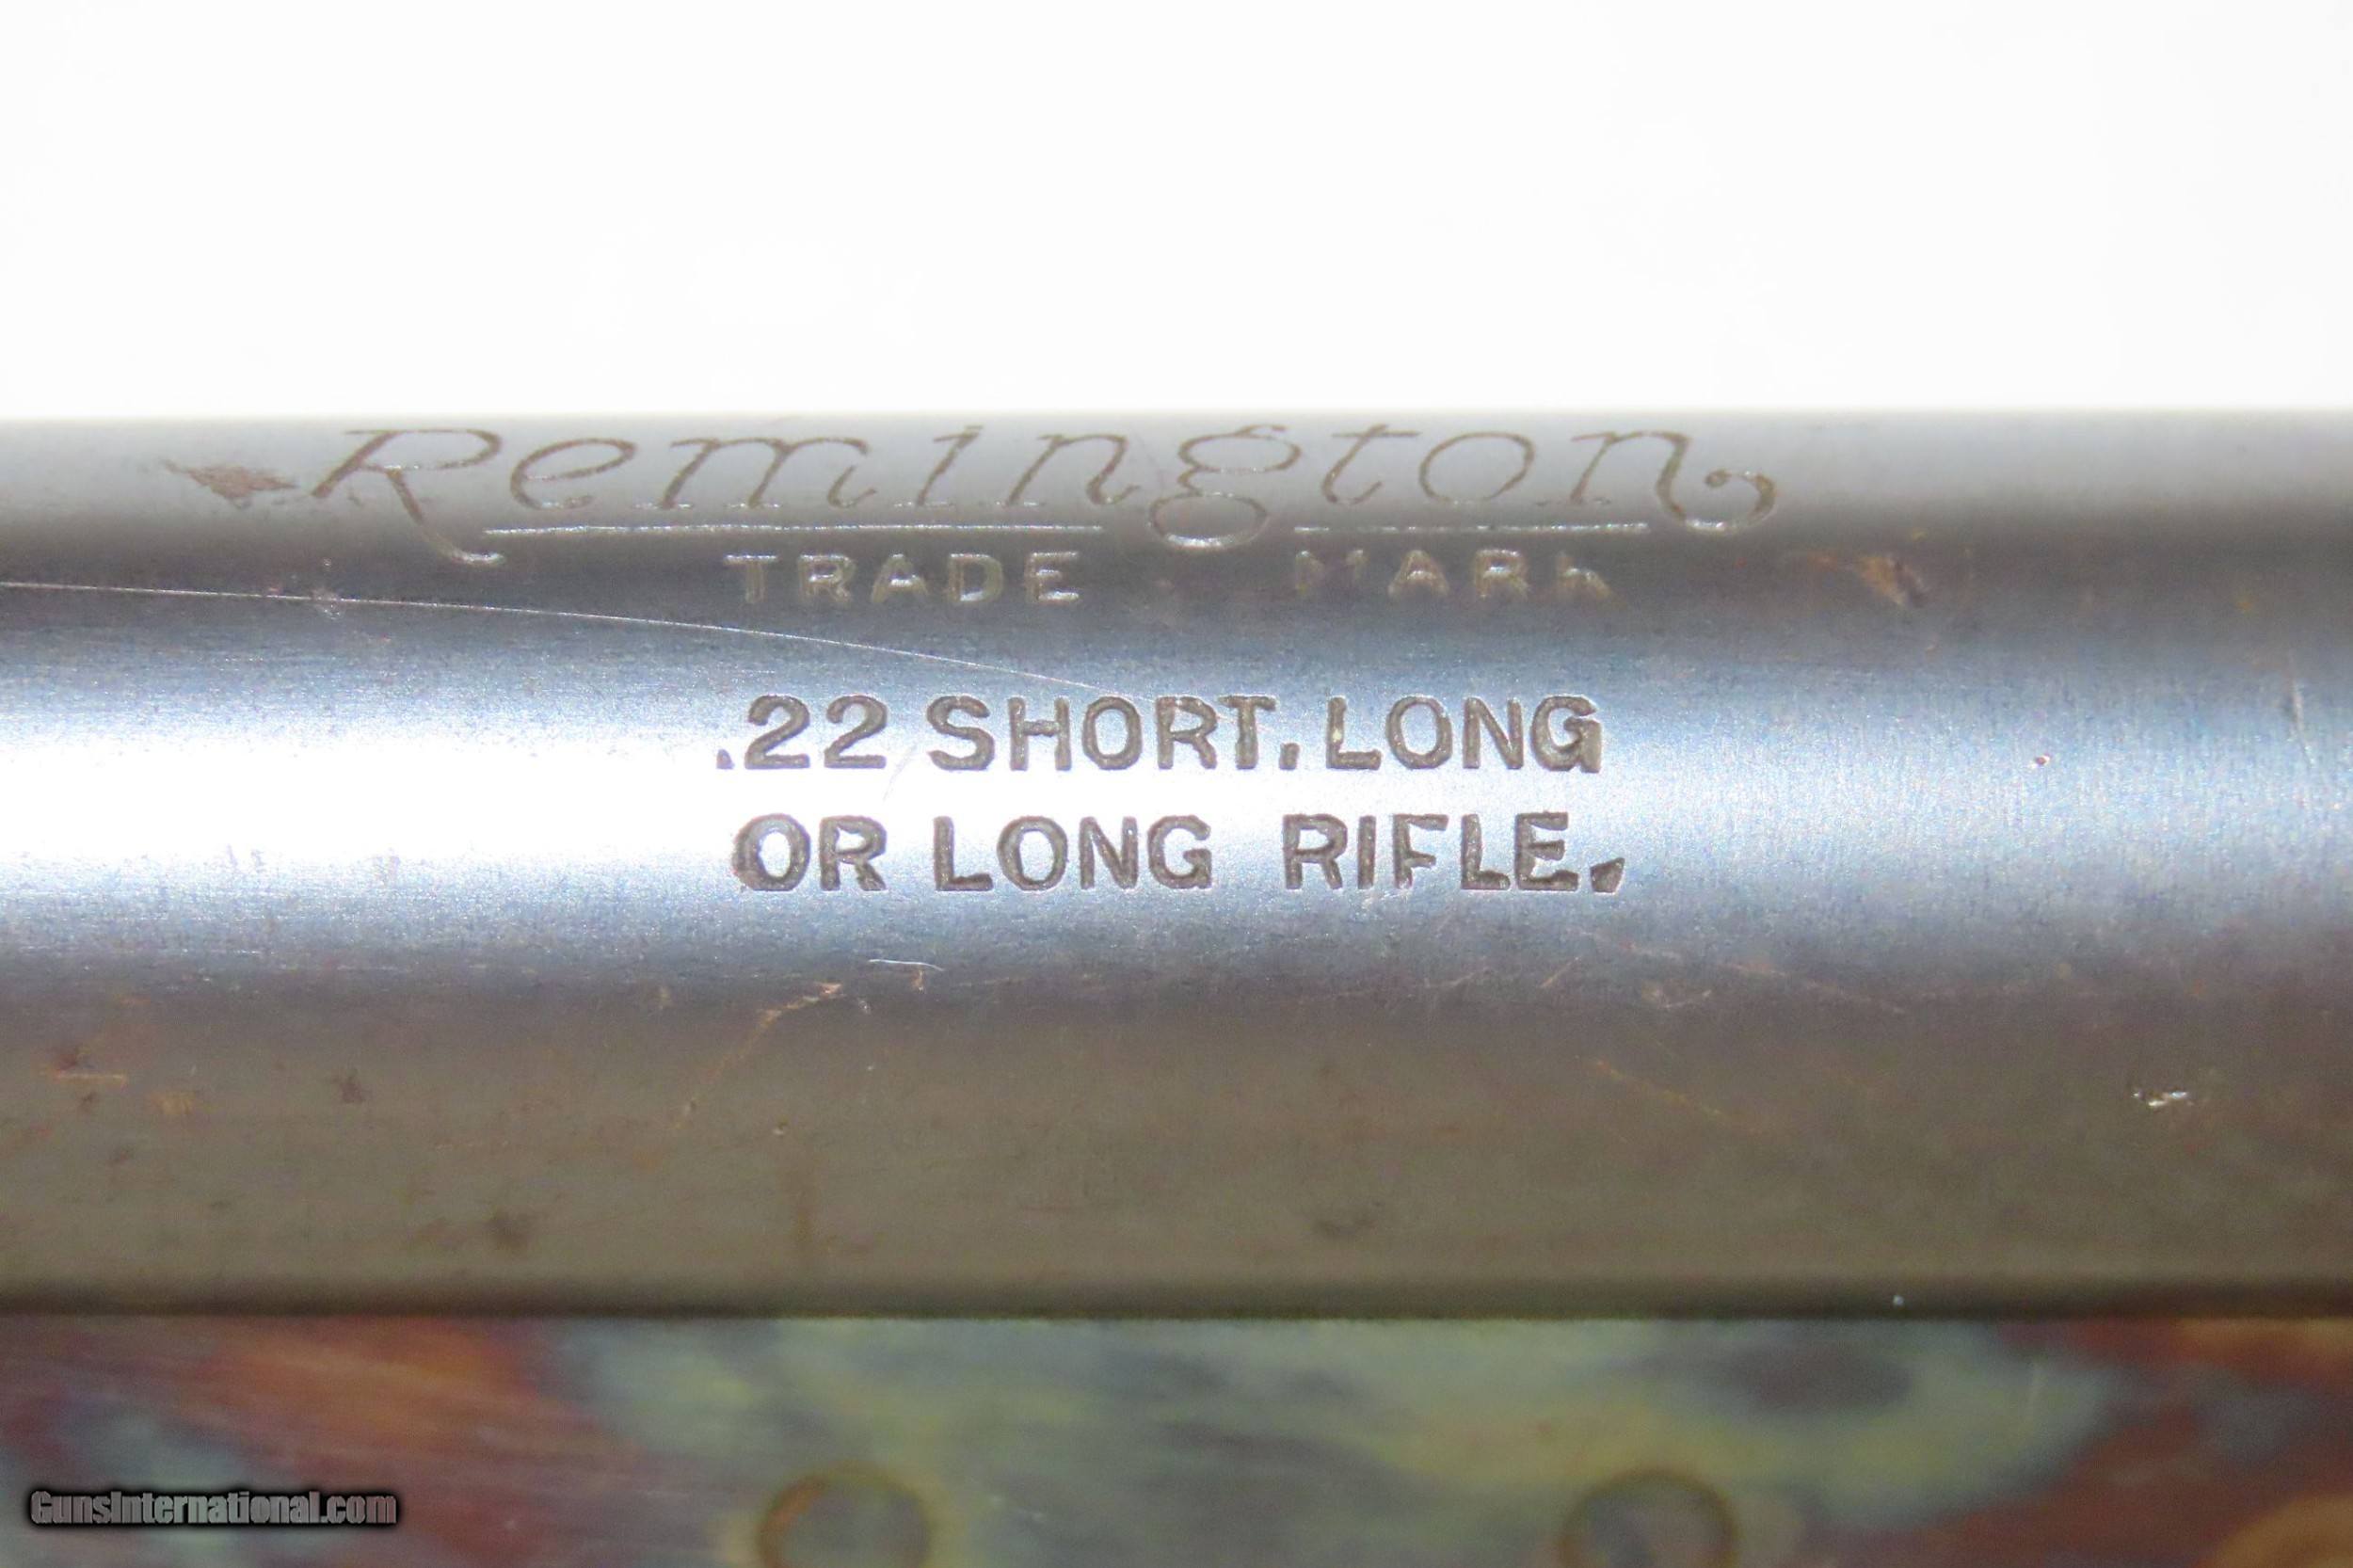 Remington
TRADE MARK
.22 SHORT, LONG
OR LONG RIFLE.
GunsInternational.com